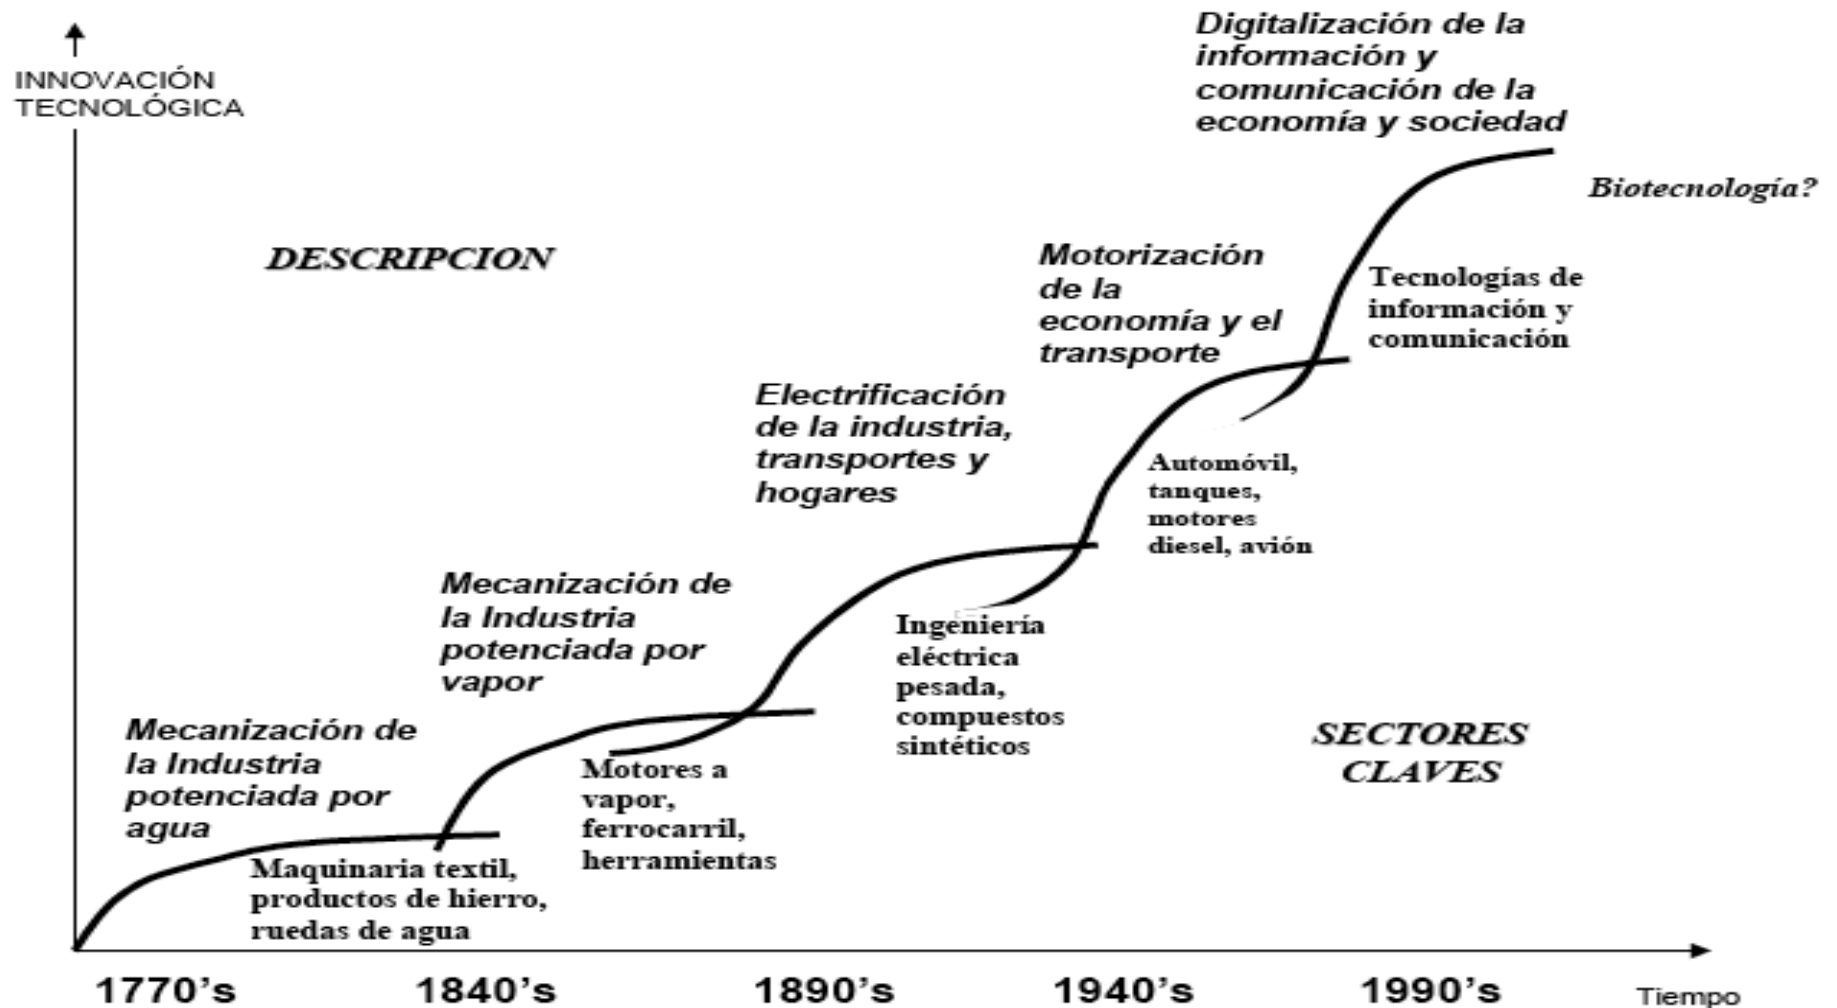 INNOVACIÓN
TECNOLÓGICA
Digitalización de la
información y
comunicación de la
economía y sociedad
Biotecnología?
DESCRIPCION
Motorización
de la
economía y el
transporte
Tecnologías de
información y
comunicación
Electrificación
de la industria,
transportes y
hogares
Automóvil,
tanques,
motores
diesel, avión
Mecanización de
la Industria
potenciada por
vapor
Ingeniería
eléctrica
pesada,
compuestos
sintéticos
SECTORES
CLAVES
Mecanización de
la Industria
potenciada por
agua
Motores a
vapor,
ferrocarril,
herramientas
Maquinaria textil,
productos de hierro,
ruedas de agua
1770’s 1840’s 1890’s 1940’s 1990’s Tiempo